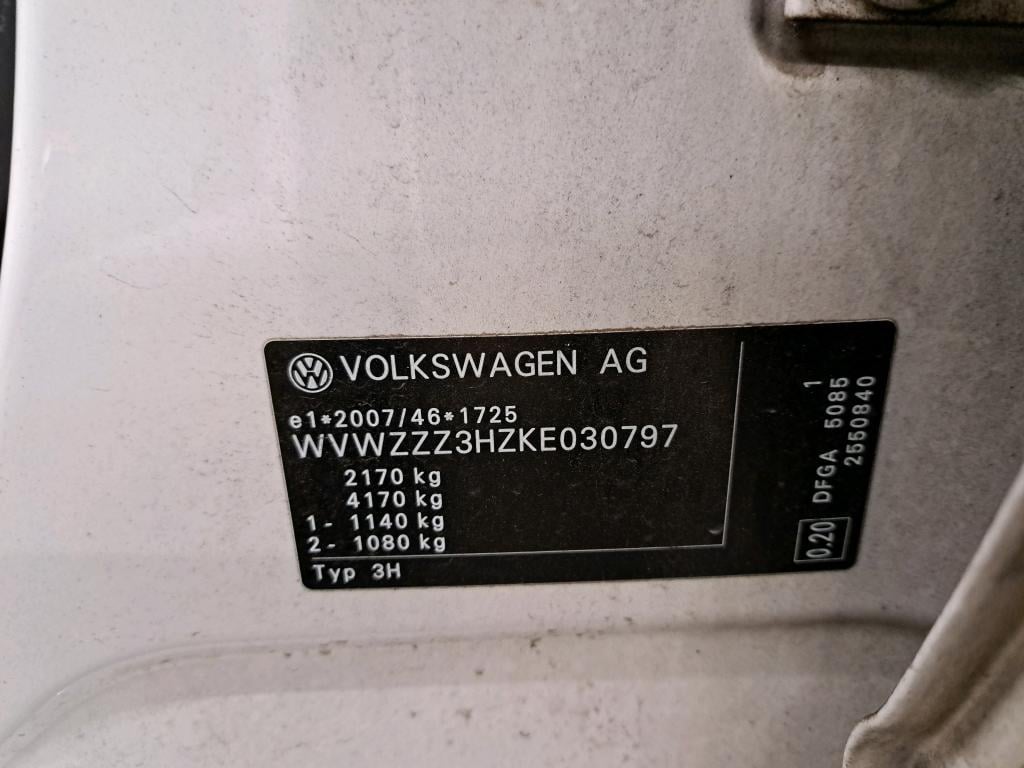 VOLKSWAGEN AG
e1*2007/46*1725
WVWZZZ3HZKE030797
2170 kg
4170 kg
1- 1140 kg
2- 1080 kg
Typ 3H
0.20 DFGA 5085 1
2550840